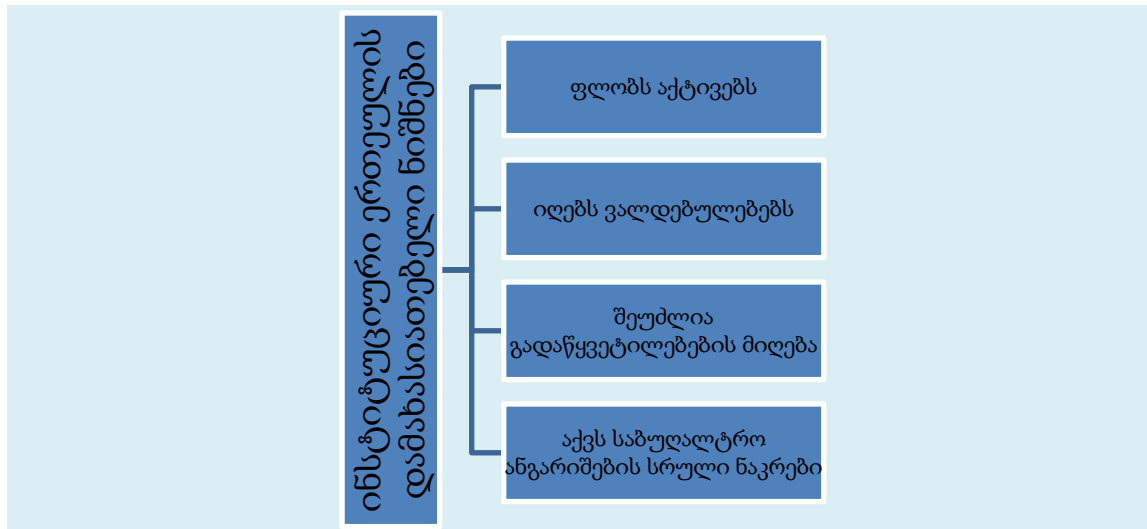 ინსტიტუციური ერთეულის
დამახასიათებელი ნიშნები
ფლობს აქტივებს
იღებს ვალდებულებებს
შეუძლია
გადაწყვეტილებების მიღება
აქვს საბუღალტრო
ანგარიშების სრული ნაკრები